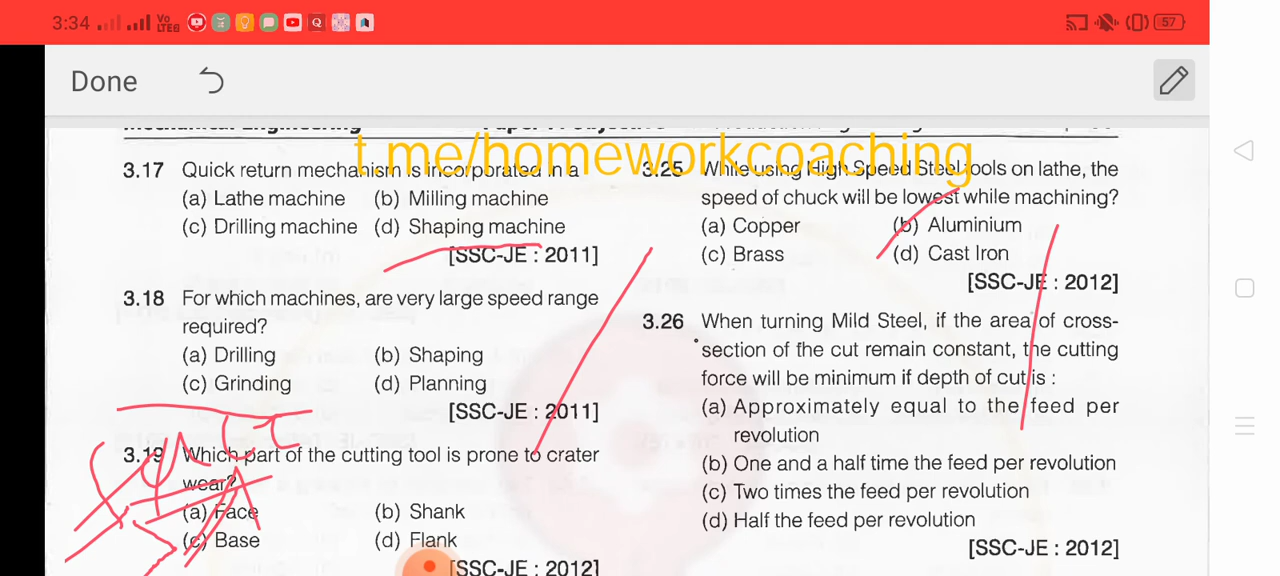 3:34
Vo
LTE
57
Done
t.me/homeworkcoaching
3.17 Quick return mechanism is incorporated in a
(a) Lathe machine (b) Milling machine
(c) Drilling machine (d) Shaping machine
[SSC-JE : 2011]
3.18 For which machines, are very large speed range
required?
(a) Drilling (b) Shaping
(c) Grinding (d) Planning
[SSC-JE : 2011]
3.19 Which part of the cutting tool is prone to crater
wear?
(a) Face (b) Shank
(c) Base (d) Flank
[SSC-JE : 2012]
3.25 While using High Speed Steel tools on lathe, the
speed of chuck will be lowest while machining?
(a) Copper (b) Aluminium
(c) Brass (d) Cast Iron
[SSC-JE : 2012]
3.26 When turning Mild Steel, if the area of cross-
section of the cut remain constant, the cutting
force will be minimum if depth of cut is :
(a) Approximately equal to the feed per
revolution
(b) One and a half time the feed per revolution
(c) Two times the feed per revolution
(d) Half the feed per revolution
[SSC-JE : 2012]